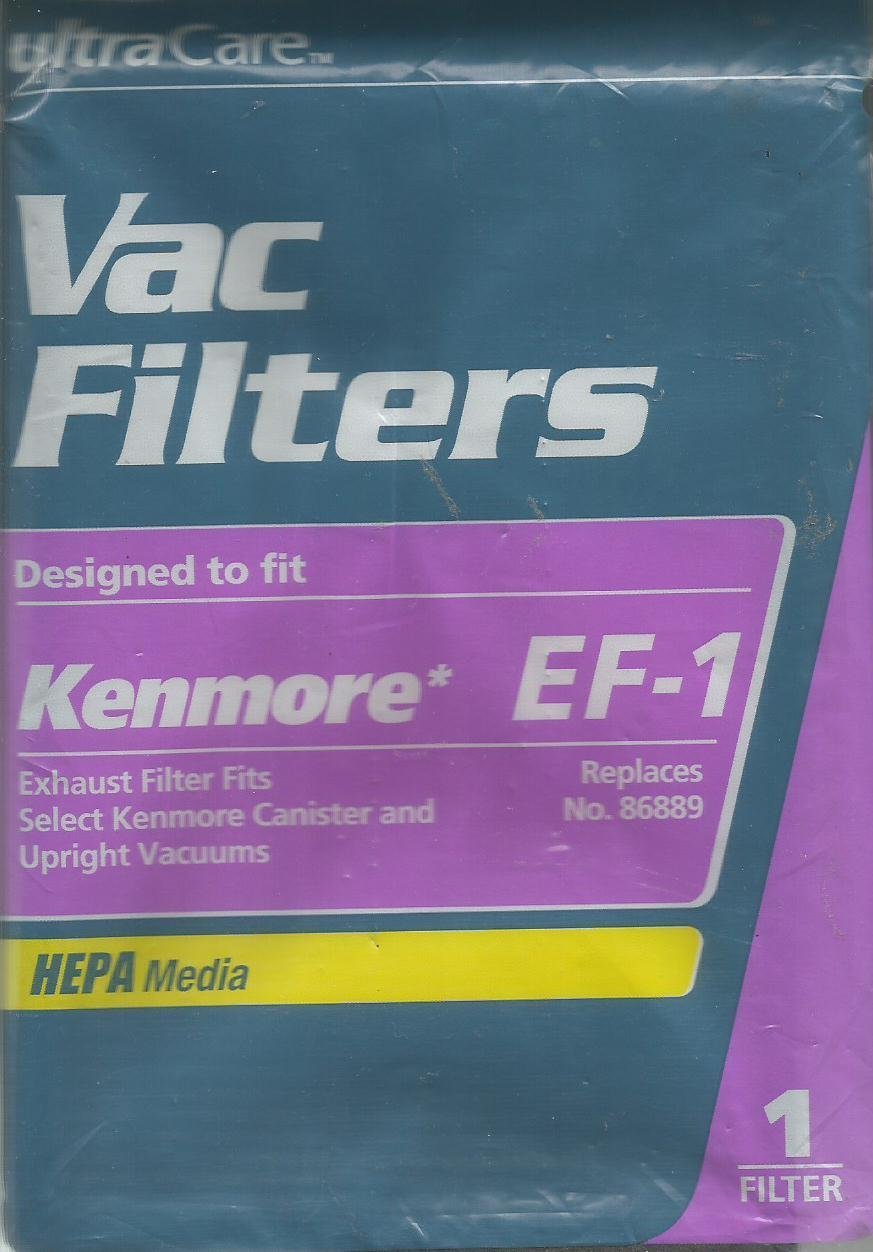 ultraCare™
Vac
Filters
Designed to fit
Kenmore* EF-1
Exhaust Filter Fits
Select Kenmore Canister and
Upright Vacuums
Replaces
No. 86889
HEPA Media
1
FILTER